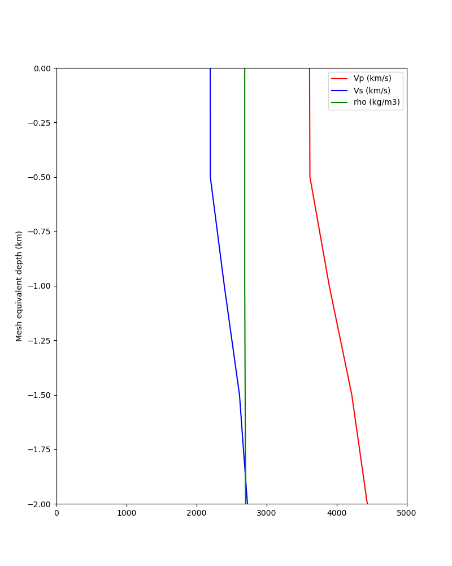 Vp (km/s)
Vs (km/s)
rho (kg/m3)
Mesh equivalent depth (km)
0.00
−0.25
−0.50
−0.75
−1.00
−1.25
−1.50
−1.75
−2.00
0 1000 2000 3000 4000 5000